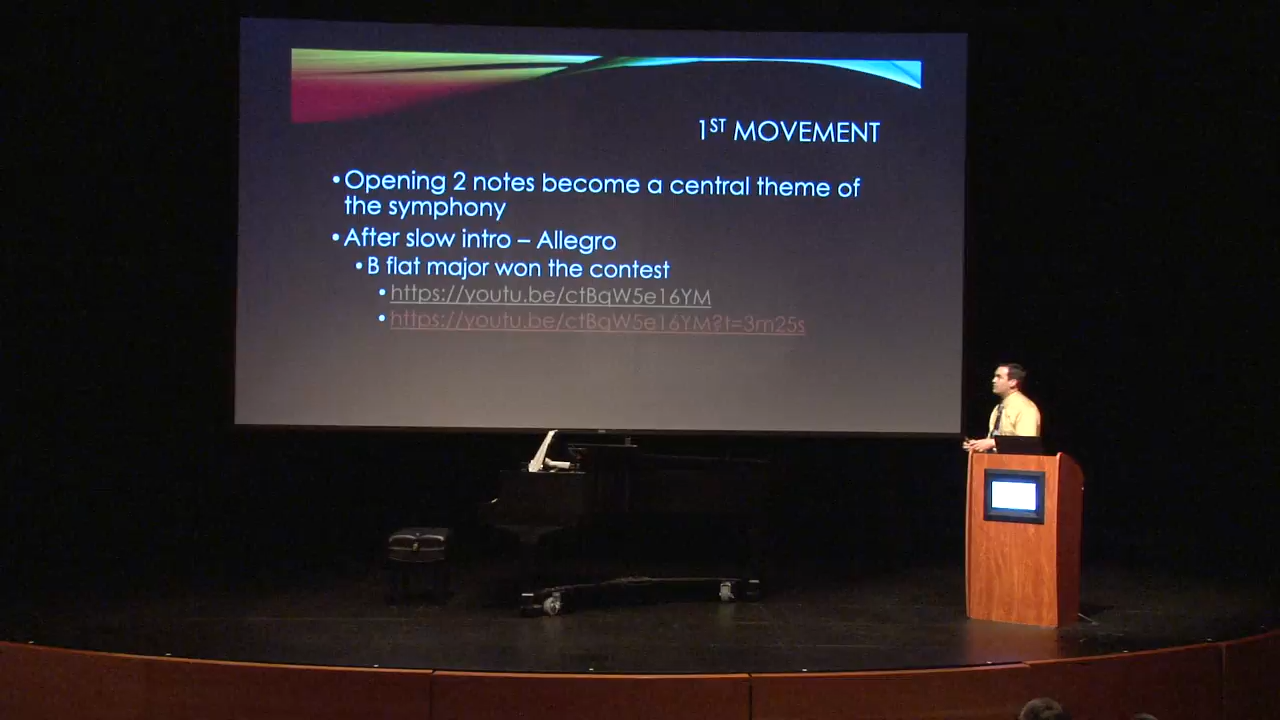 1ST MOVEMENT
•Opening 2 notes become a central theme of
the symphony
•After slow intro – Allegro
•B flat major won the contest
•https://youtu.be/ctBqW5e16YM
•https://youtu.be/ctBqW5e16YM?t=3m25s